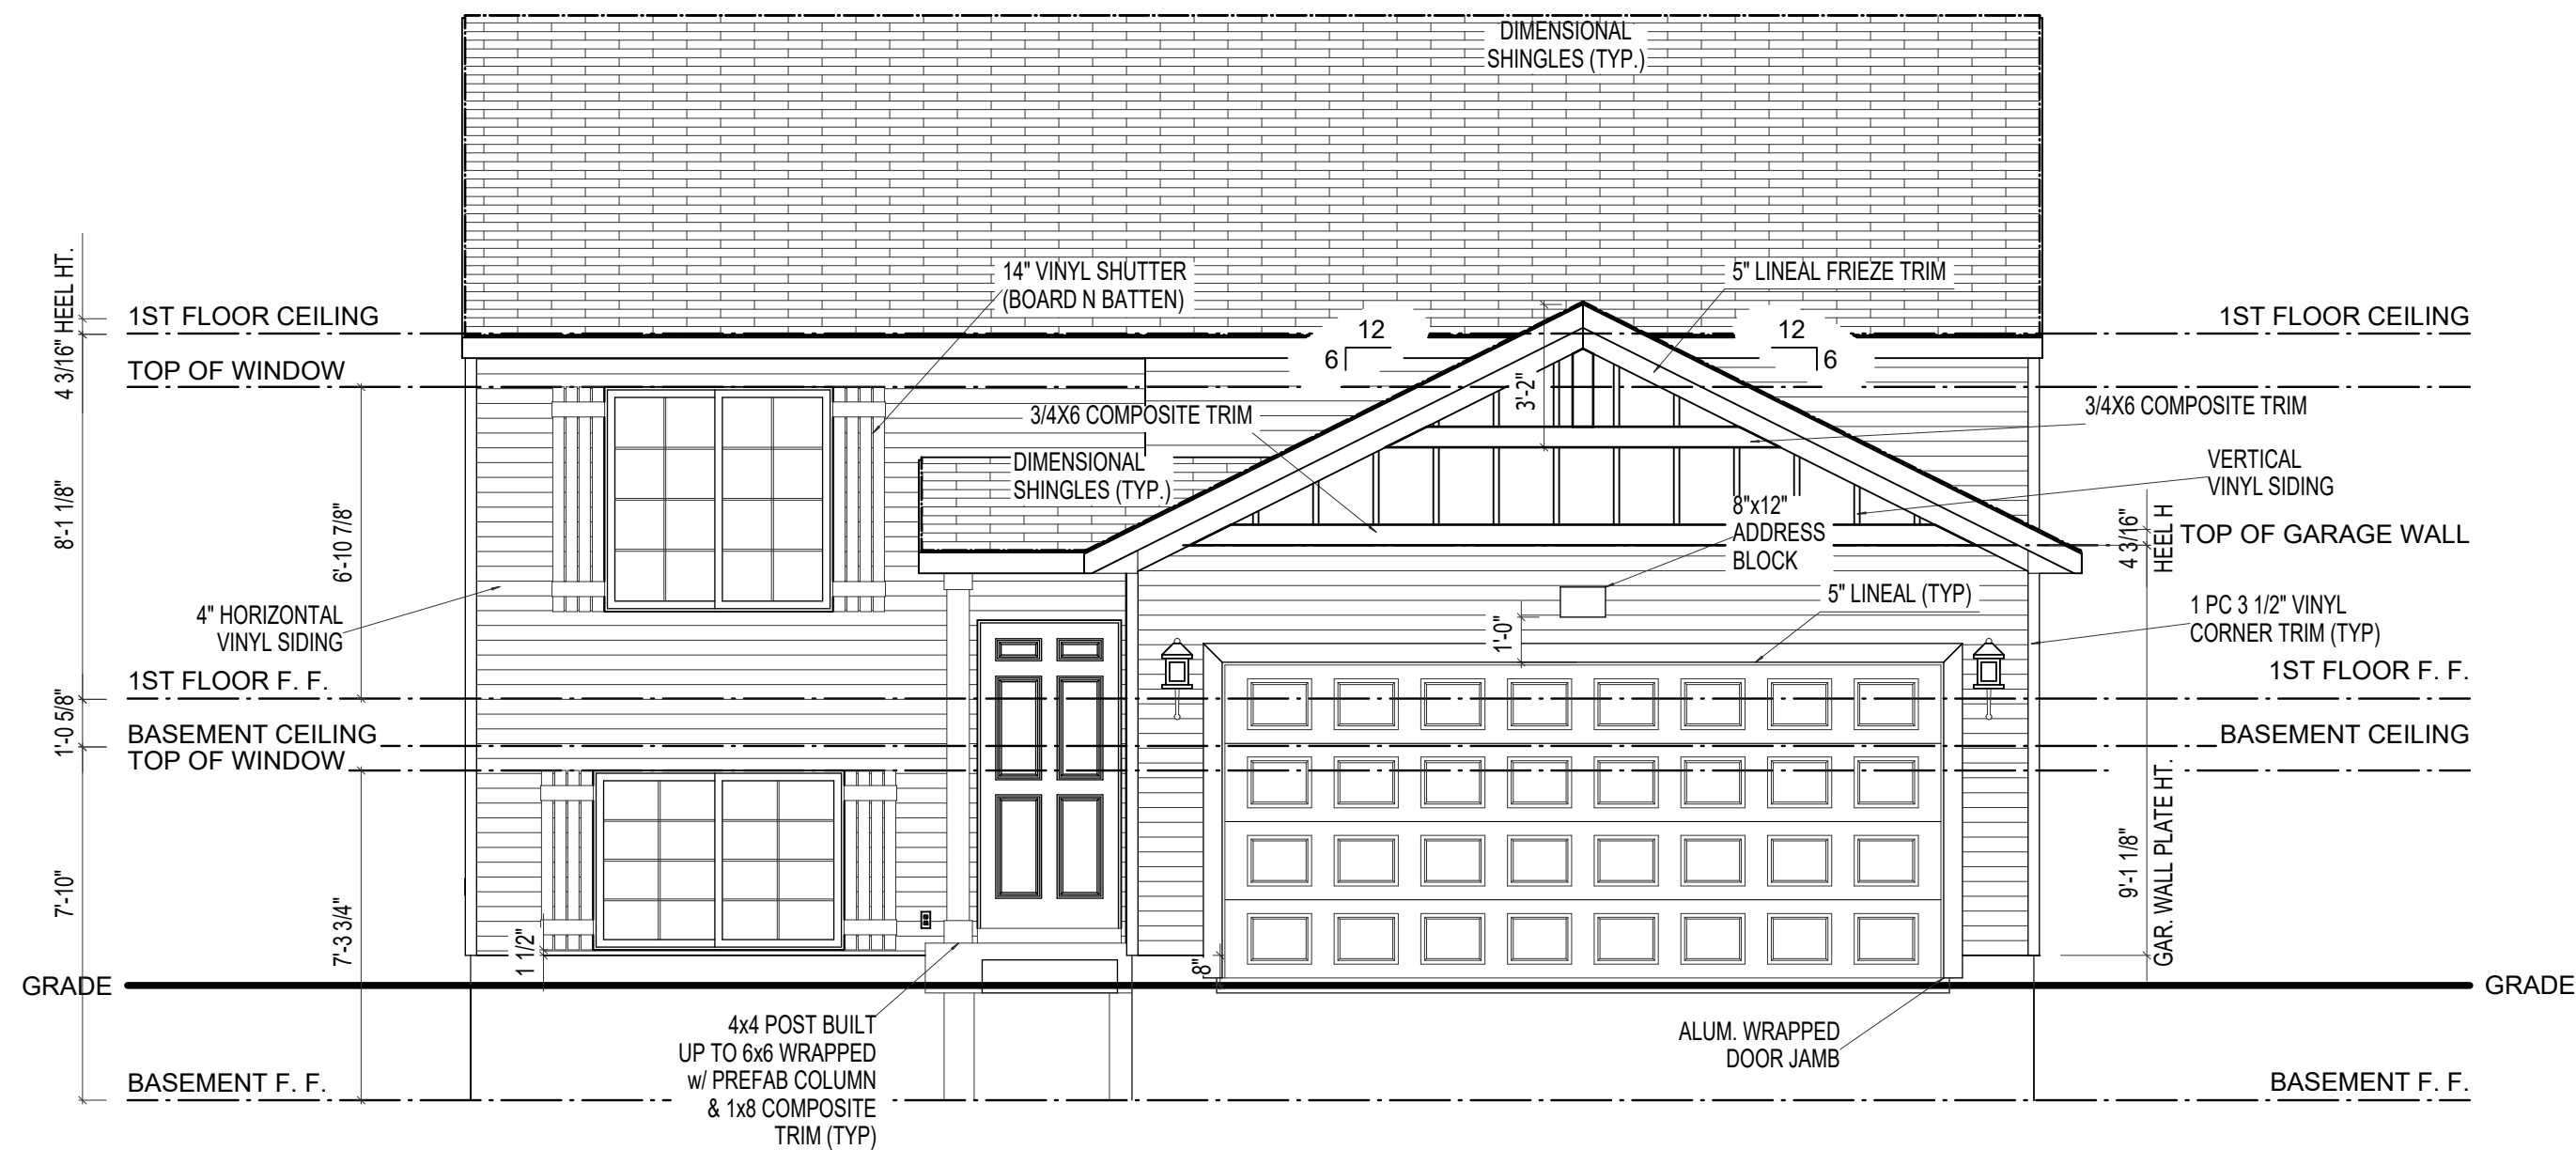 DIMENSIONAL
SHINGLES (TYP.)
14" VINYL SHUTTER
(BOARD N BATTEN)
5" LINEAL FRIEZE TRIM
4 3/16" HEEL HT.
1ST FLOOR CEILING
1ST FLOOR CEILING
12
6
12
6
TOP OF WINDOW
3'-2"
3/4X6 COMPOSITE TRIM
3/4X6 COMPOSITE TRIM
DIMENSIONAL
SHINGLES (TYP.)
VERTICAL
VINYL SIDING
8'-1 1/8"
6'-10 7/8"
8"x12"
ADDRESS
BLOCK
4 3/16"
HEEL H
TOP OF GARAGE WALL
5" LINEAL (TYP)
4" HORIZONTAL
VINYL SIDING
1'-0"
1 PC 3 1/2" VINYL
CORNER TRIM (TYP)
1ST FLOOR F. F.
1ST FLOOR F. F.
1'-0 5/8"
BASEMENT CEILING
BASEMENT CEILING
TOP OF WINDOW
7'-10"
7'-3 3/4"
1 1/2"
8"
9'-1 1/8"
GAR. WALL PLATE HT.
GRADE
GRADE
4x4 POST BUILT
UP TO 6x6 WRAPPED
w/ PREFAB COLUMN
& 1x8 COMPOSITE
TRIM (TYP)
ALUM. WRAPPED
DOOR JAMB
BASEMENT F. F.
BASEMENT F. F.